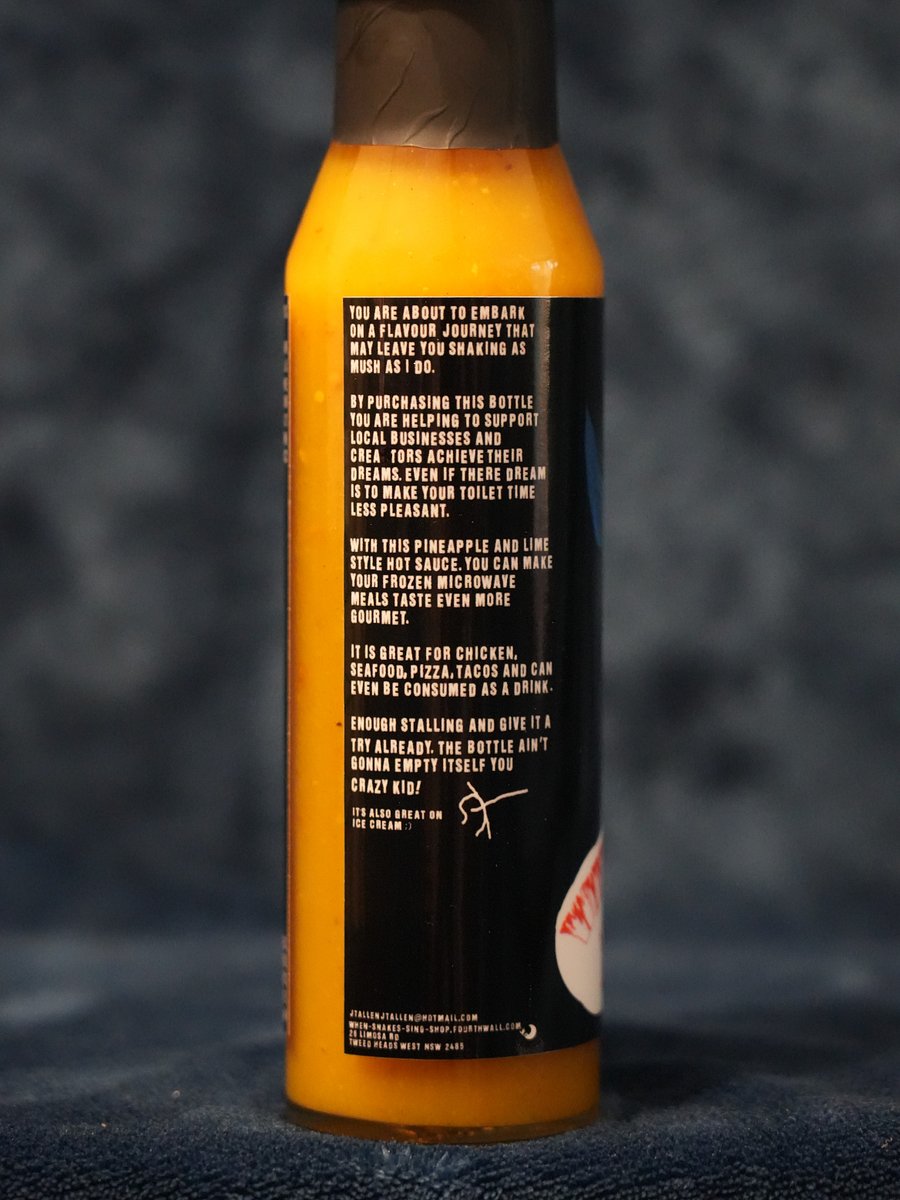 YOU ARE ABOUT TO EMBARK
ON A FLAVOUR JOURNEY THAT
MAY LEAVE YOU SHAKING AS
MUSH AS I DO.
BY PURCHASING THIS BOTTLE
YOU ARE HELPING TO SUPPORT
LOCAL BUSINESSES AND
CREA TORS ACHIEVE THEIR
DREAMS. EVEN IF THERE DREAM
IS TO MAKE YOUR TOILET TIME
LESS PLEASANT.
WITH THIS PINEAPPLE AND LIME
STYLE HOT SAUCE. YOU CAN MAKE
YOUR FROZEN MICROWAVE
MEALS TASTE EVEN MORE
GOURMET.
IT IS GREAT FOR CHICKEN,
SEAFOOD, PIZZA, TACOS AND CAN
EVEN BE CONSUMED AS A DRINK.
ENOUGH STALLING AND GIVE IT A
TRY ALREADY. THE BOTTLE AIN'T
GONNA EMPTY ITSELF YOU
CRAZY KID!
IT'S ALSO GREAT ON
ICE CREAM :)
JTALLENJTALLEN@HOTMAIL.COM
WHEN-SNAKES-SING-SHOP.FOURTHWALL.COM
26 LIMOSA RD
TWEED HEADS WEST NSW 2485